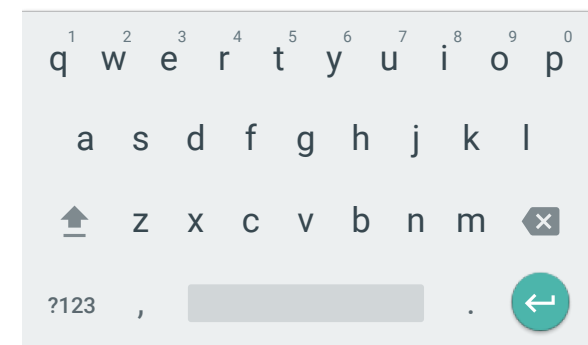 1 2 3 4 5 6 7 8 9 0
q w e r t y u i o p
a s d f g h j k l
z x c v b n m
?123 , .